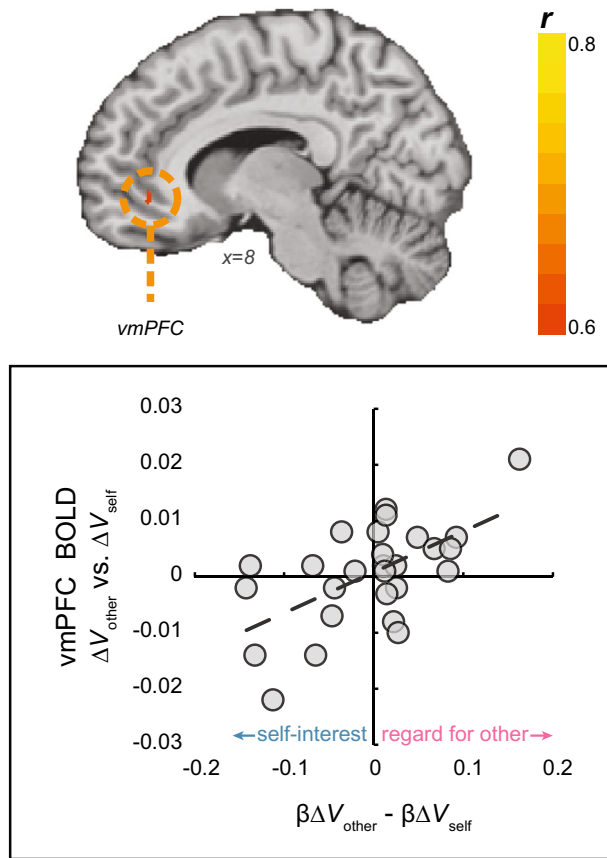 r
0.8
0.6
x=8
vmPFC
vmPFC BOLD
ΔVother vs. ΔVself
0.03
0.02
0.01
0
-0.01
-0.02
-0.03
←self-interest
regard for other→
-0.2
-0.1
0
0.1
0.2
βΔVother - βΔVself